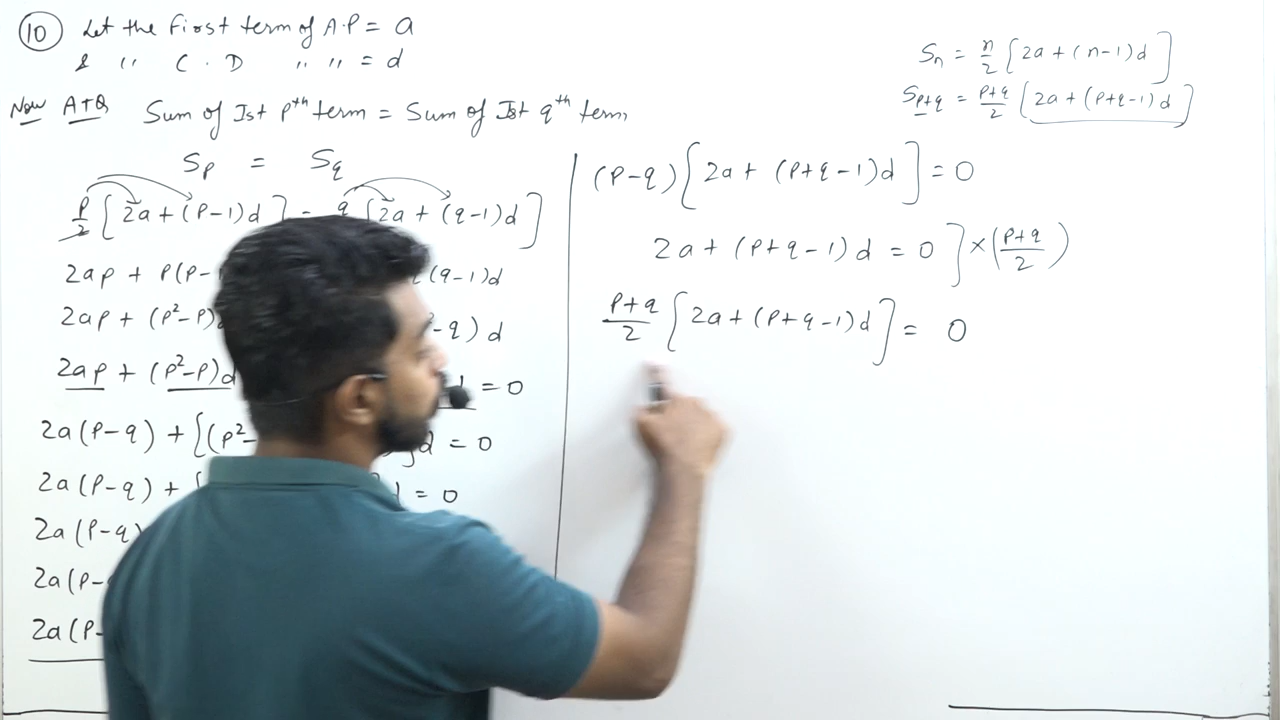 10 Let the first term of A.P = a
& " C.D " " = d
Now ATQ Sum of Ist pth term = Sum of Ist qth term,
Sp = Sq
p/2 [2a + (p-1)d] = q [2a + (q-1)d]
2ap + p(p- (q-1)d
2ap + (p²-p) -q)d
2ap + (p²-p)d = 0
2a(p-q) + [(p²- d = 0
2a(p-q) + = 0
2a(p-q)
2a(p-
2a(p-
Sn = n/2 [2a + (n-1)d]
Sp+q = p+q/2 [2a + (p+q-1)d]
(p-q)[2a + (p+q-1)d] = 0
2a + (p+q-1)d = 0] × (p+q/2)
p+q/2 [2a + (p+q-1)d] = 0